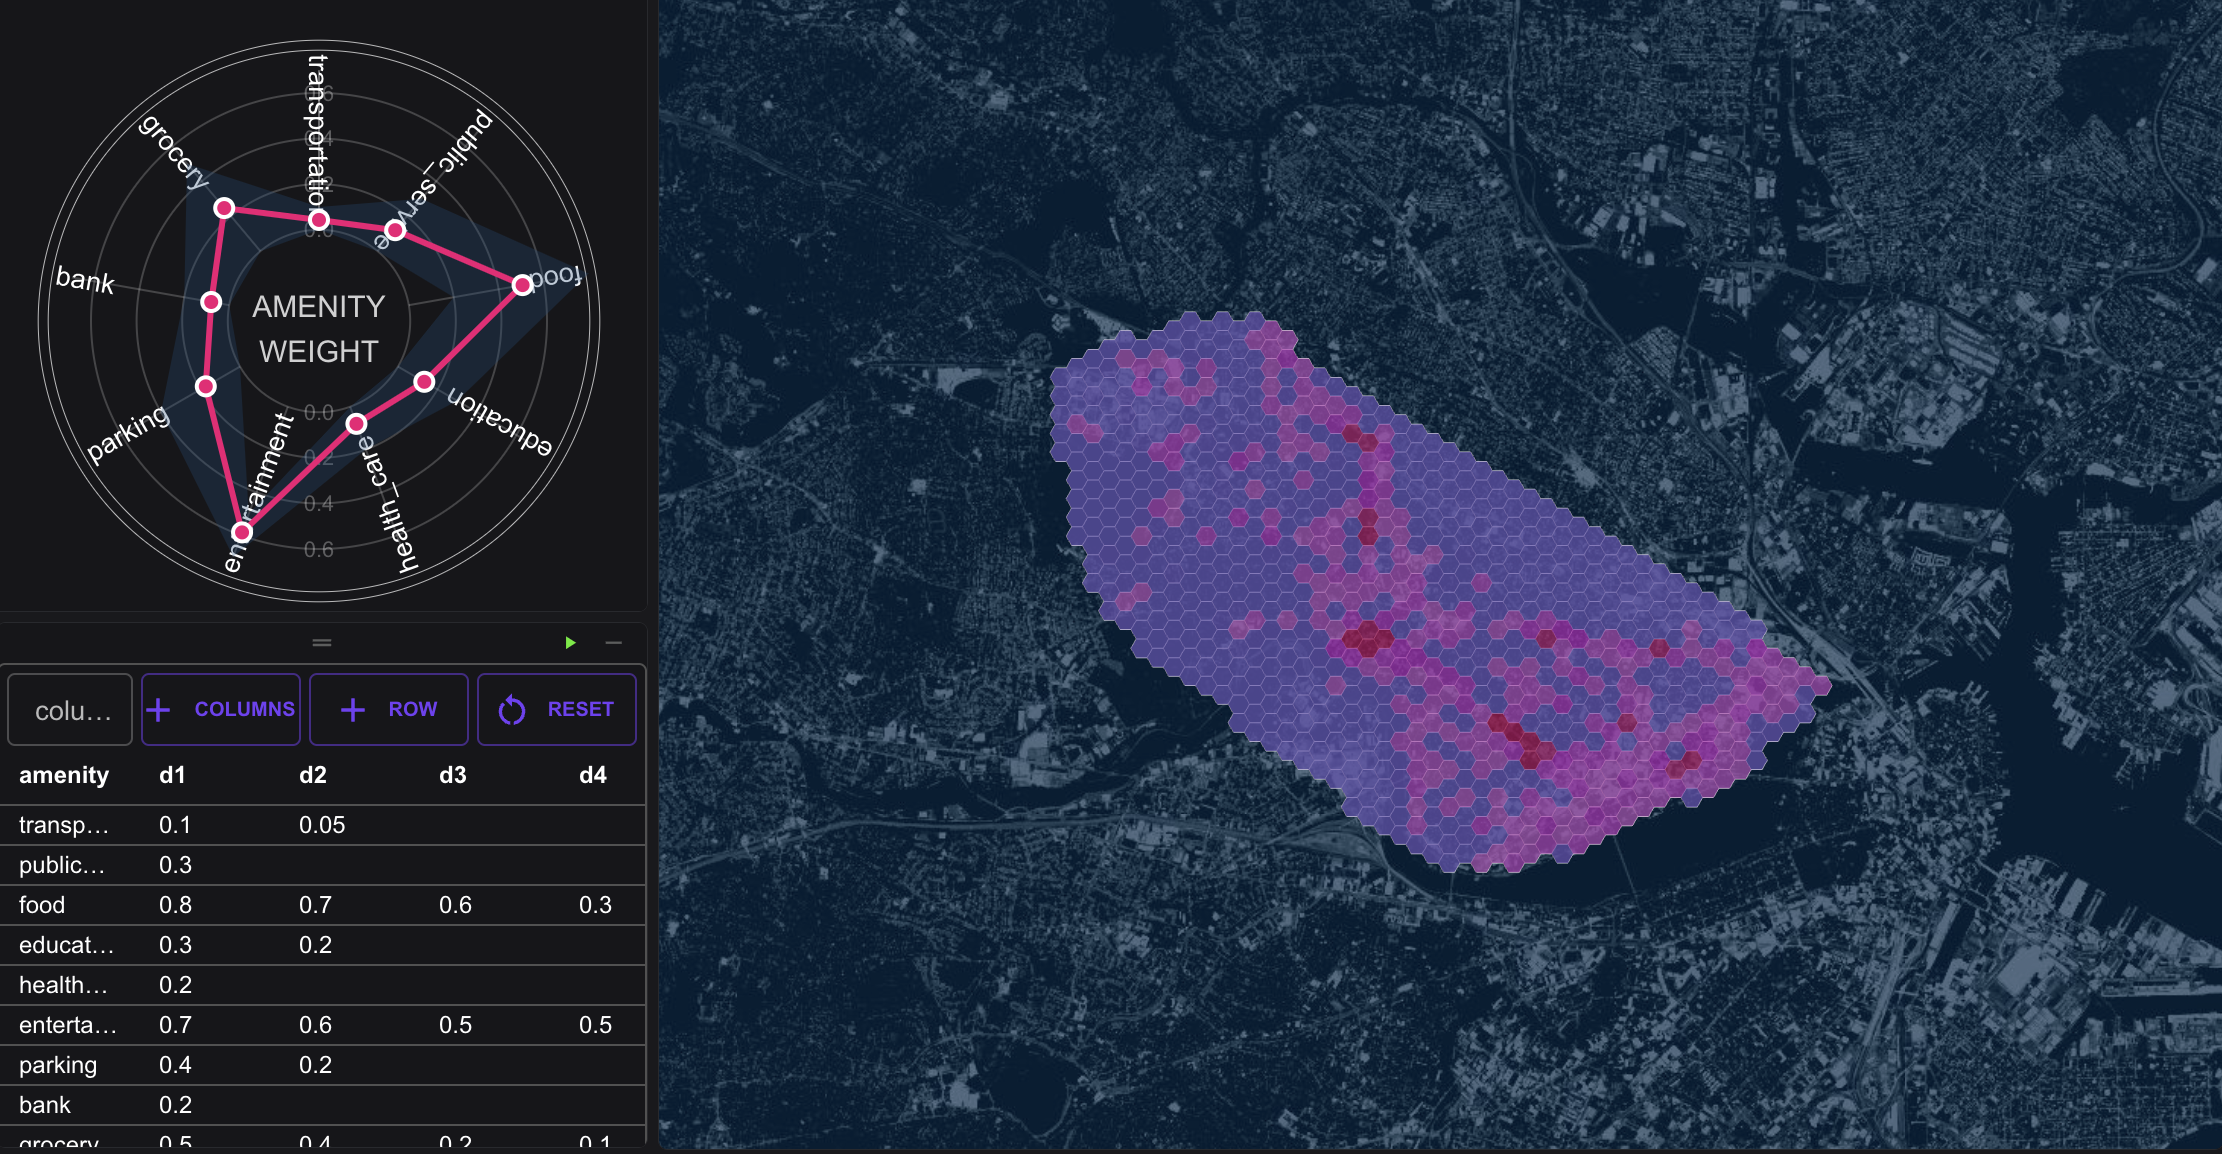 transportation
public_service
food
education
health_care
entertainment
parking
bank
grocery
0.6
0.4
0.2
0.0
AMENITY
WEIGHT
0.0
0.2
0.4
0.6
colu…
+ COLUMNS
+ ROW
RESET
amenity d1 d2 d3 d4
transp… 0.1 0.05
public… 0.3
food 0.8 0.7 0.6 0.3
educat… 0.3 0.2
health… 0.2
enterta… 0.7 0.6 0.5 0.5
parking 0.4 0.2
bank 0.2
grocery 0.5 0.4 0.2 0.1